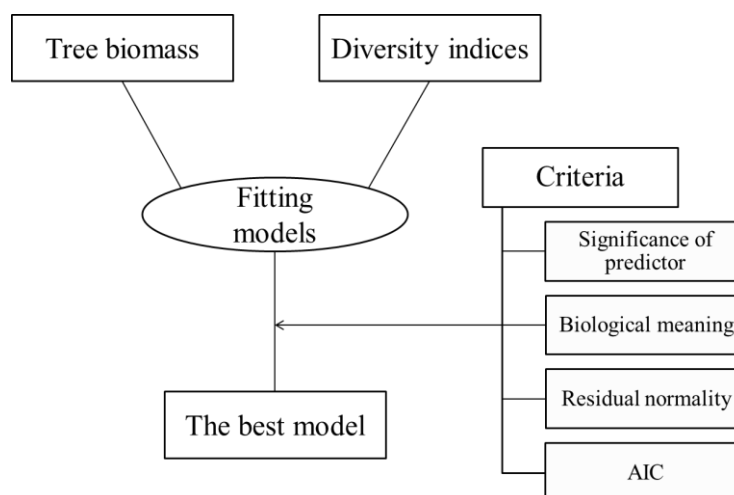 Tree biomass
Diversity indices
Fitting
models
Criteria
Significance of
predictor
Biological meaning
Residual normality
The best model
AIC